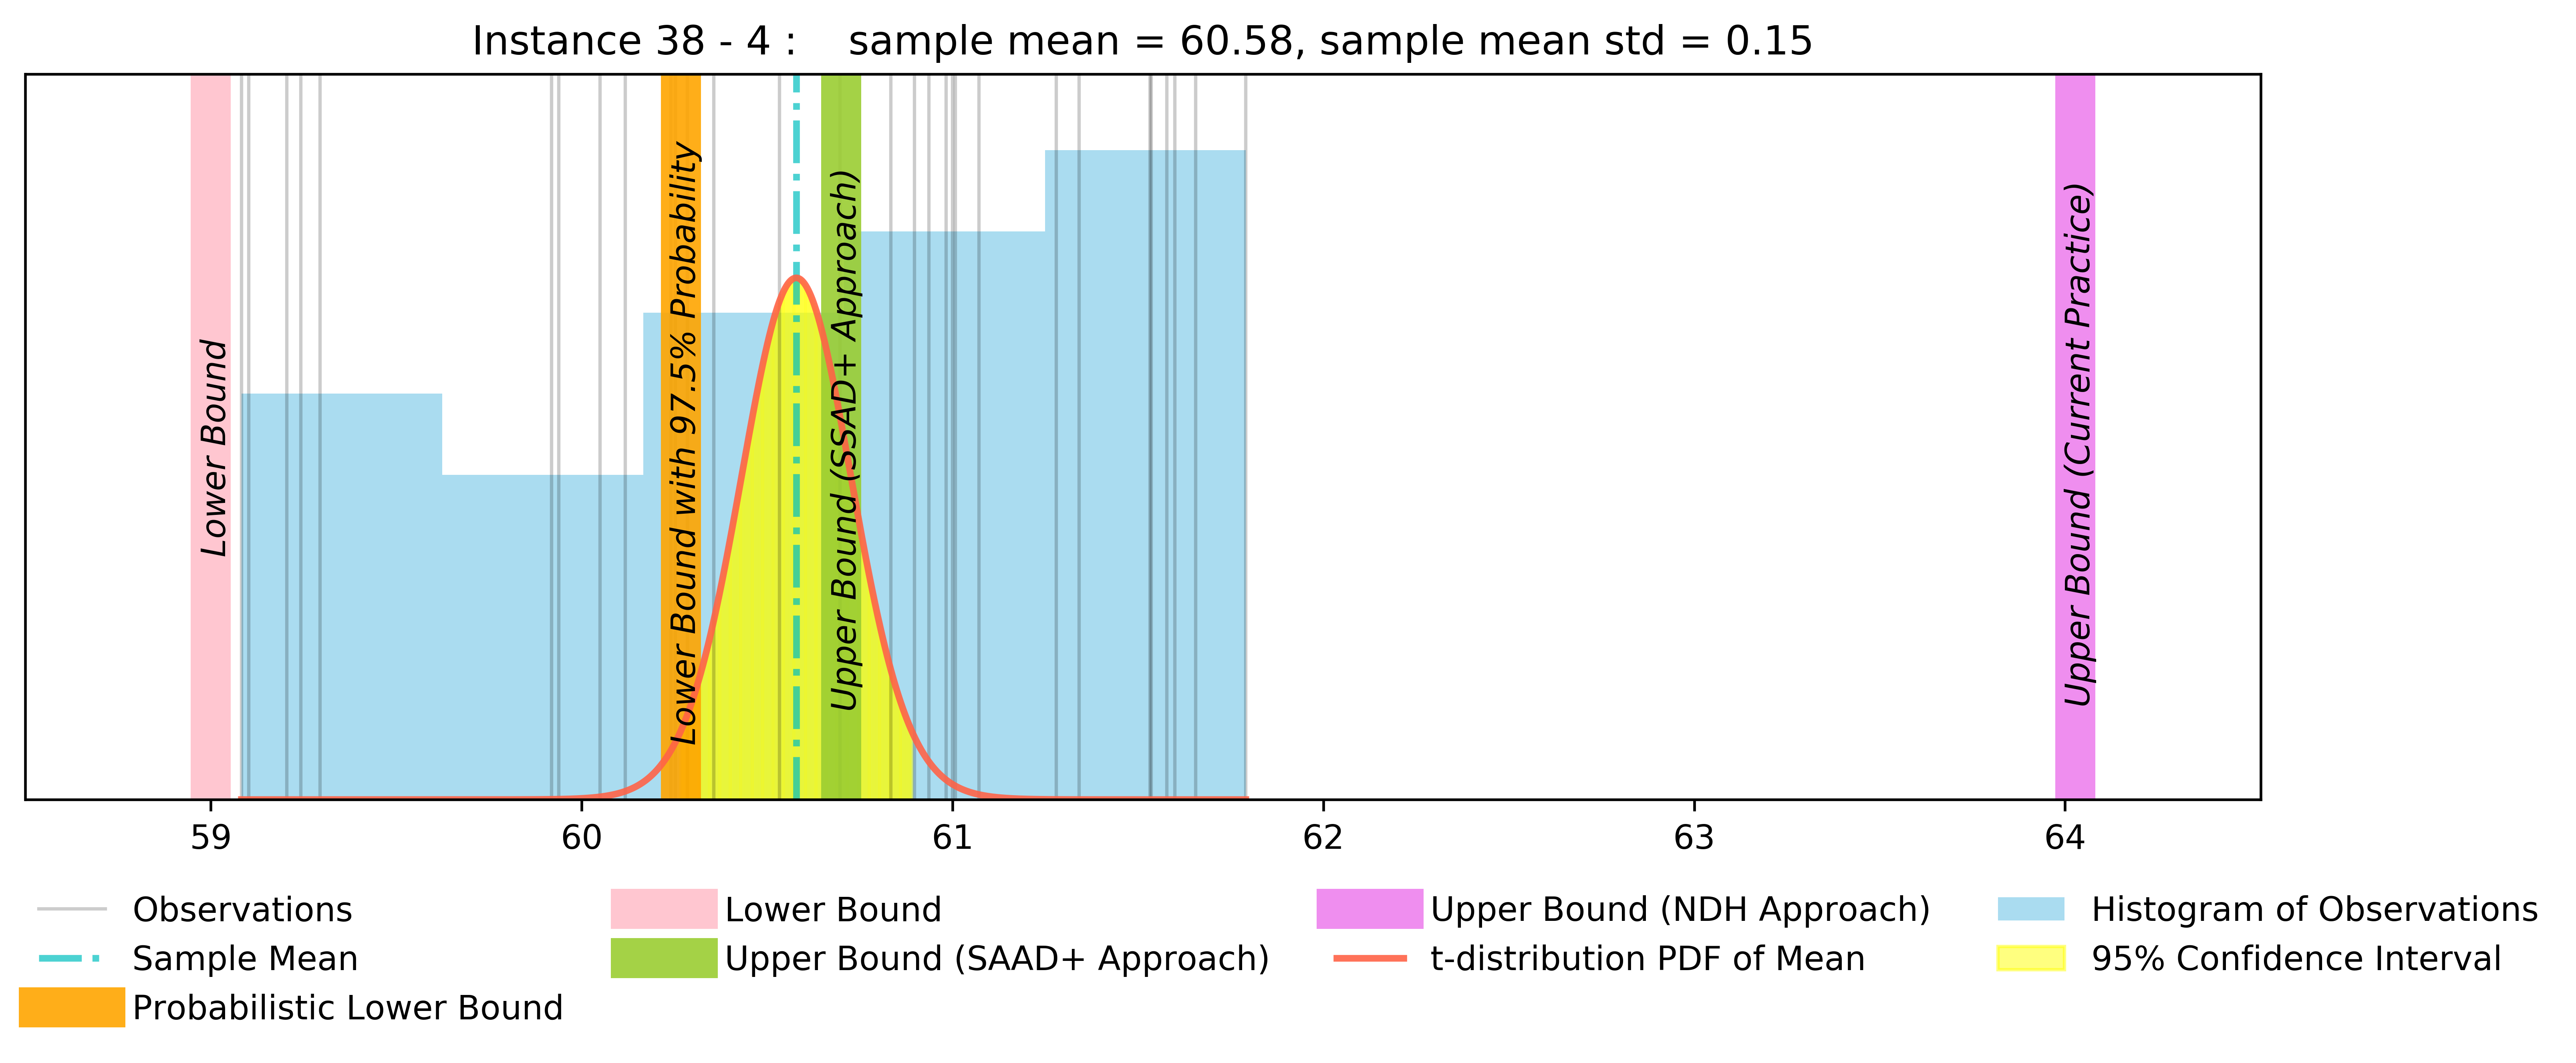 Instance 38 - 4 :    sample mean = 60.58, sample mean std = 0.15
Lower Bound
Lower Bound with 97.5% Probability
Upper Bound (SSAD+ Approach)
Upper Bound (Current Practice)
59 60 61 62 63 64
Observations
Sample Mean
Probabilistic Lower Bound
Lower Bound
Upper Bound (SAAD+ Approach)
Upper Bound (NDH Approach)
t-distribution PDF of Mean
Histogram of Observations
95% Confidence Interval